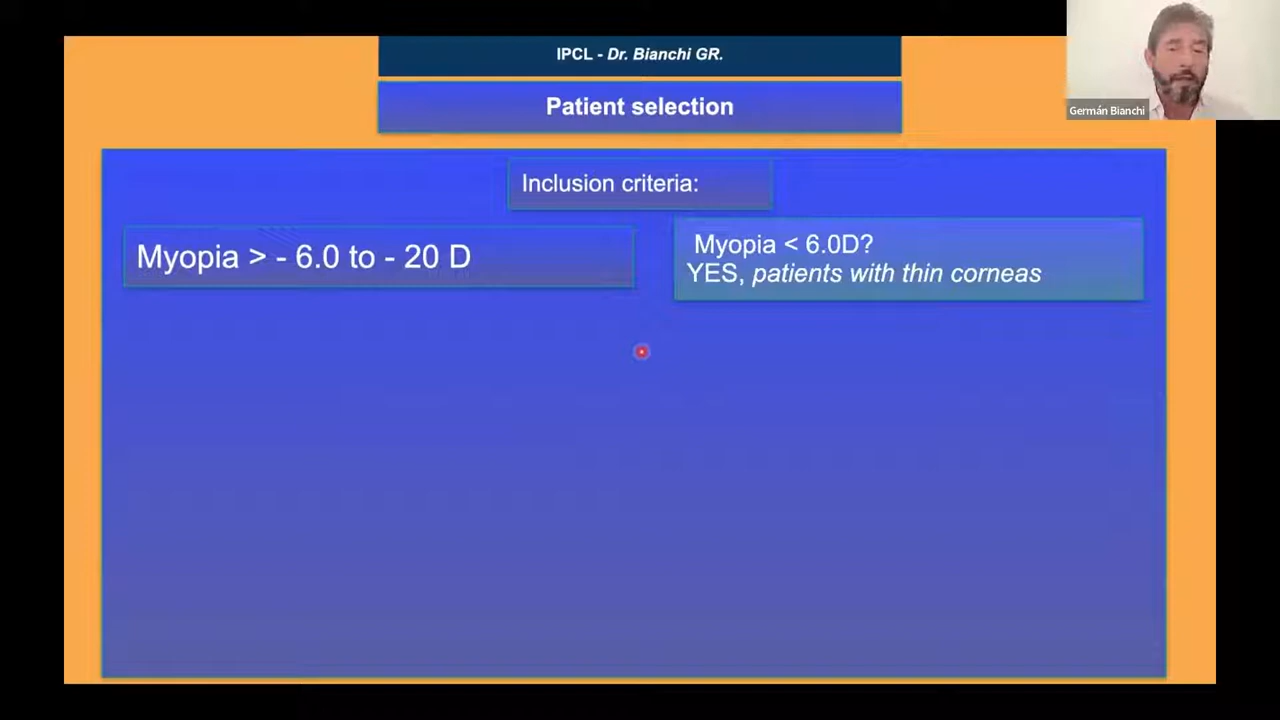 IPCL - Dr. Bianchi GR.
Patient selection
Germán Bianchi
Inclusion criteria:
Myopia > - 6.0 to - 20 D
Myopia < 6.0D?
YES, patients with thin corneas